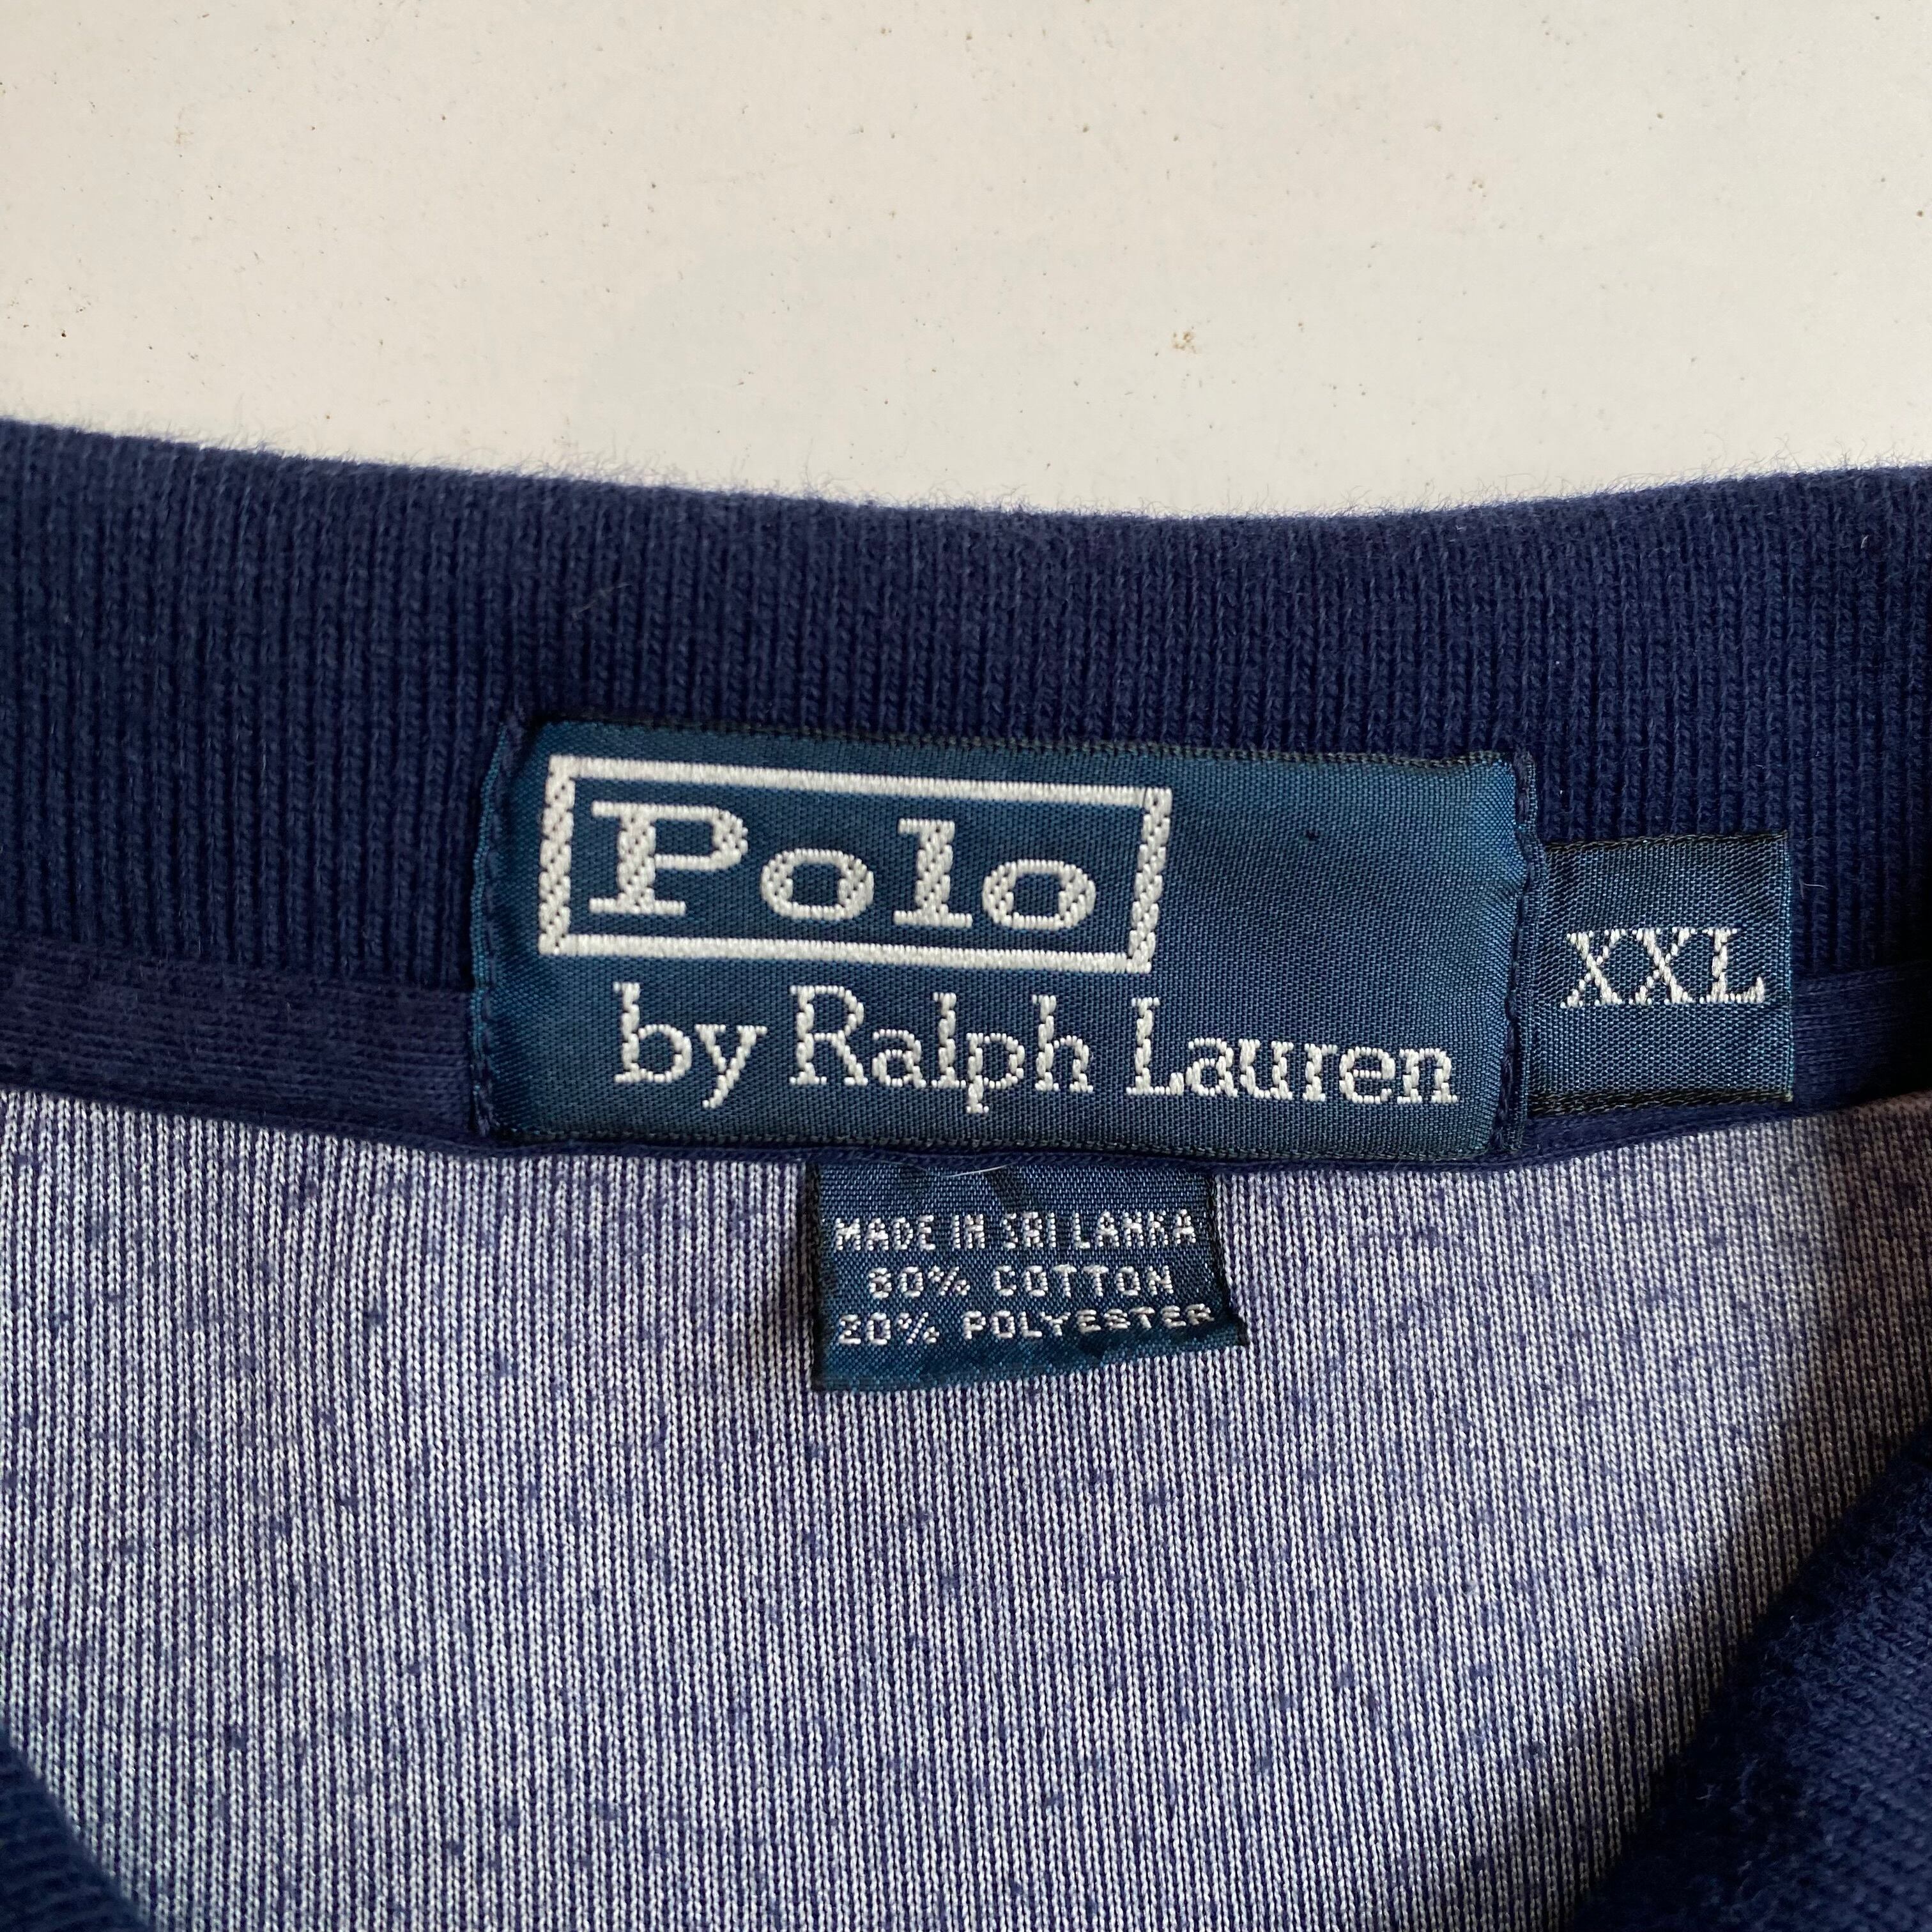 Polo
by Ralph Lauren
XXL
MADE IN SRI LANKA
80% COTTON
20% POLYESTER